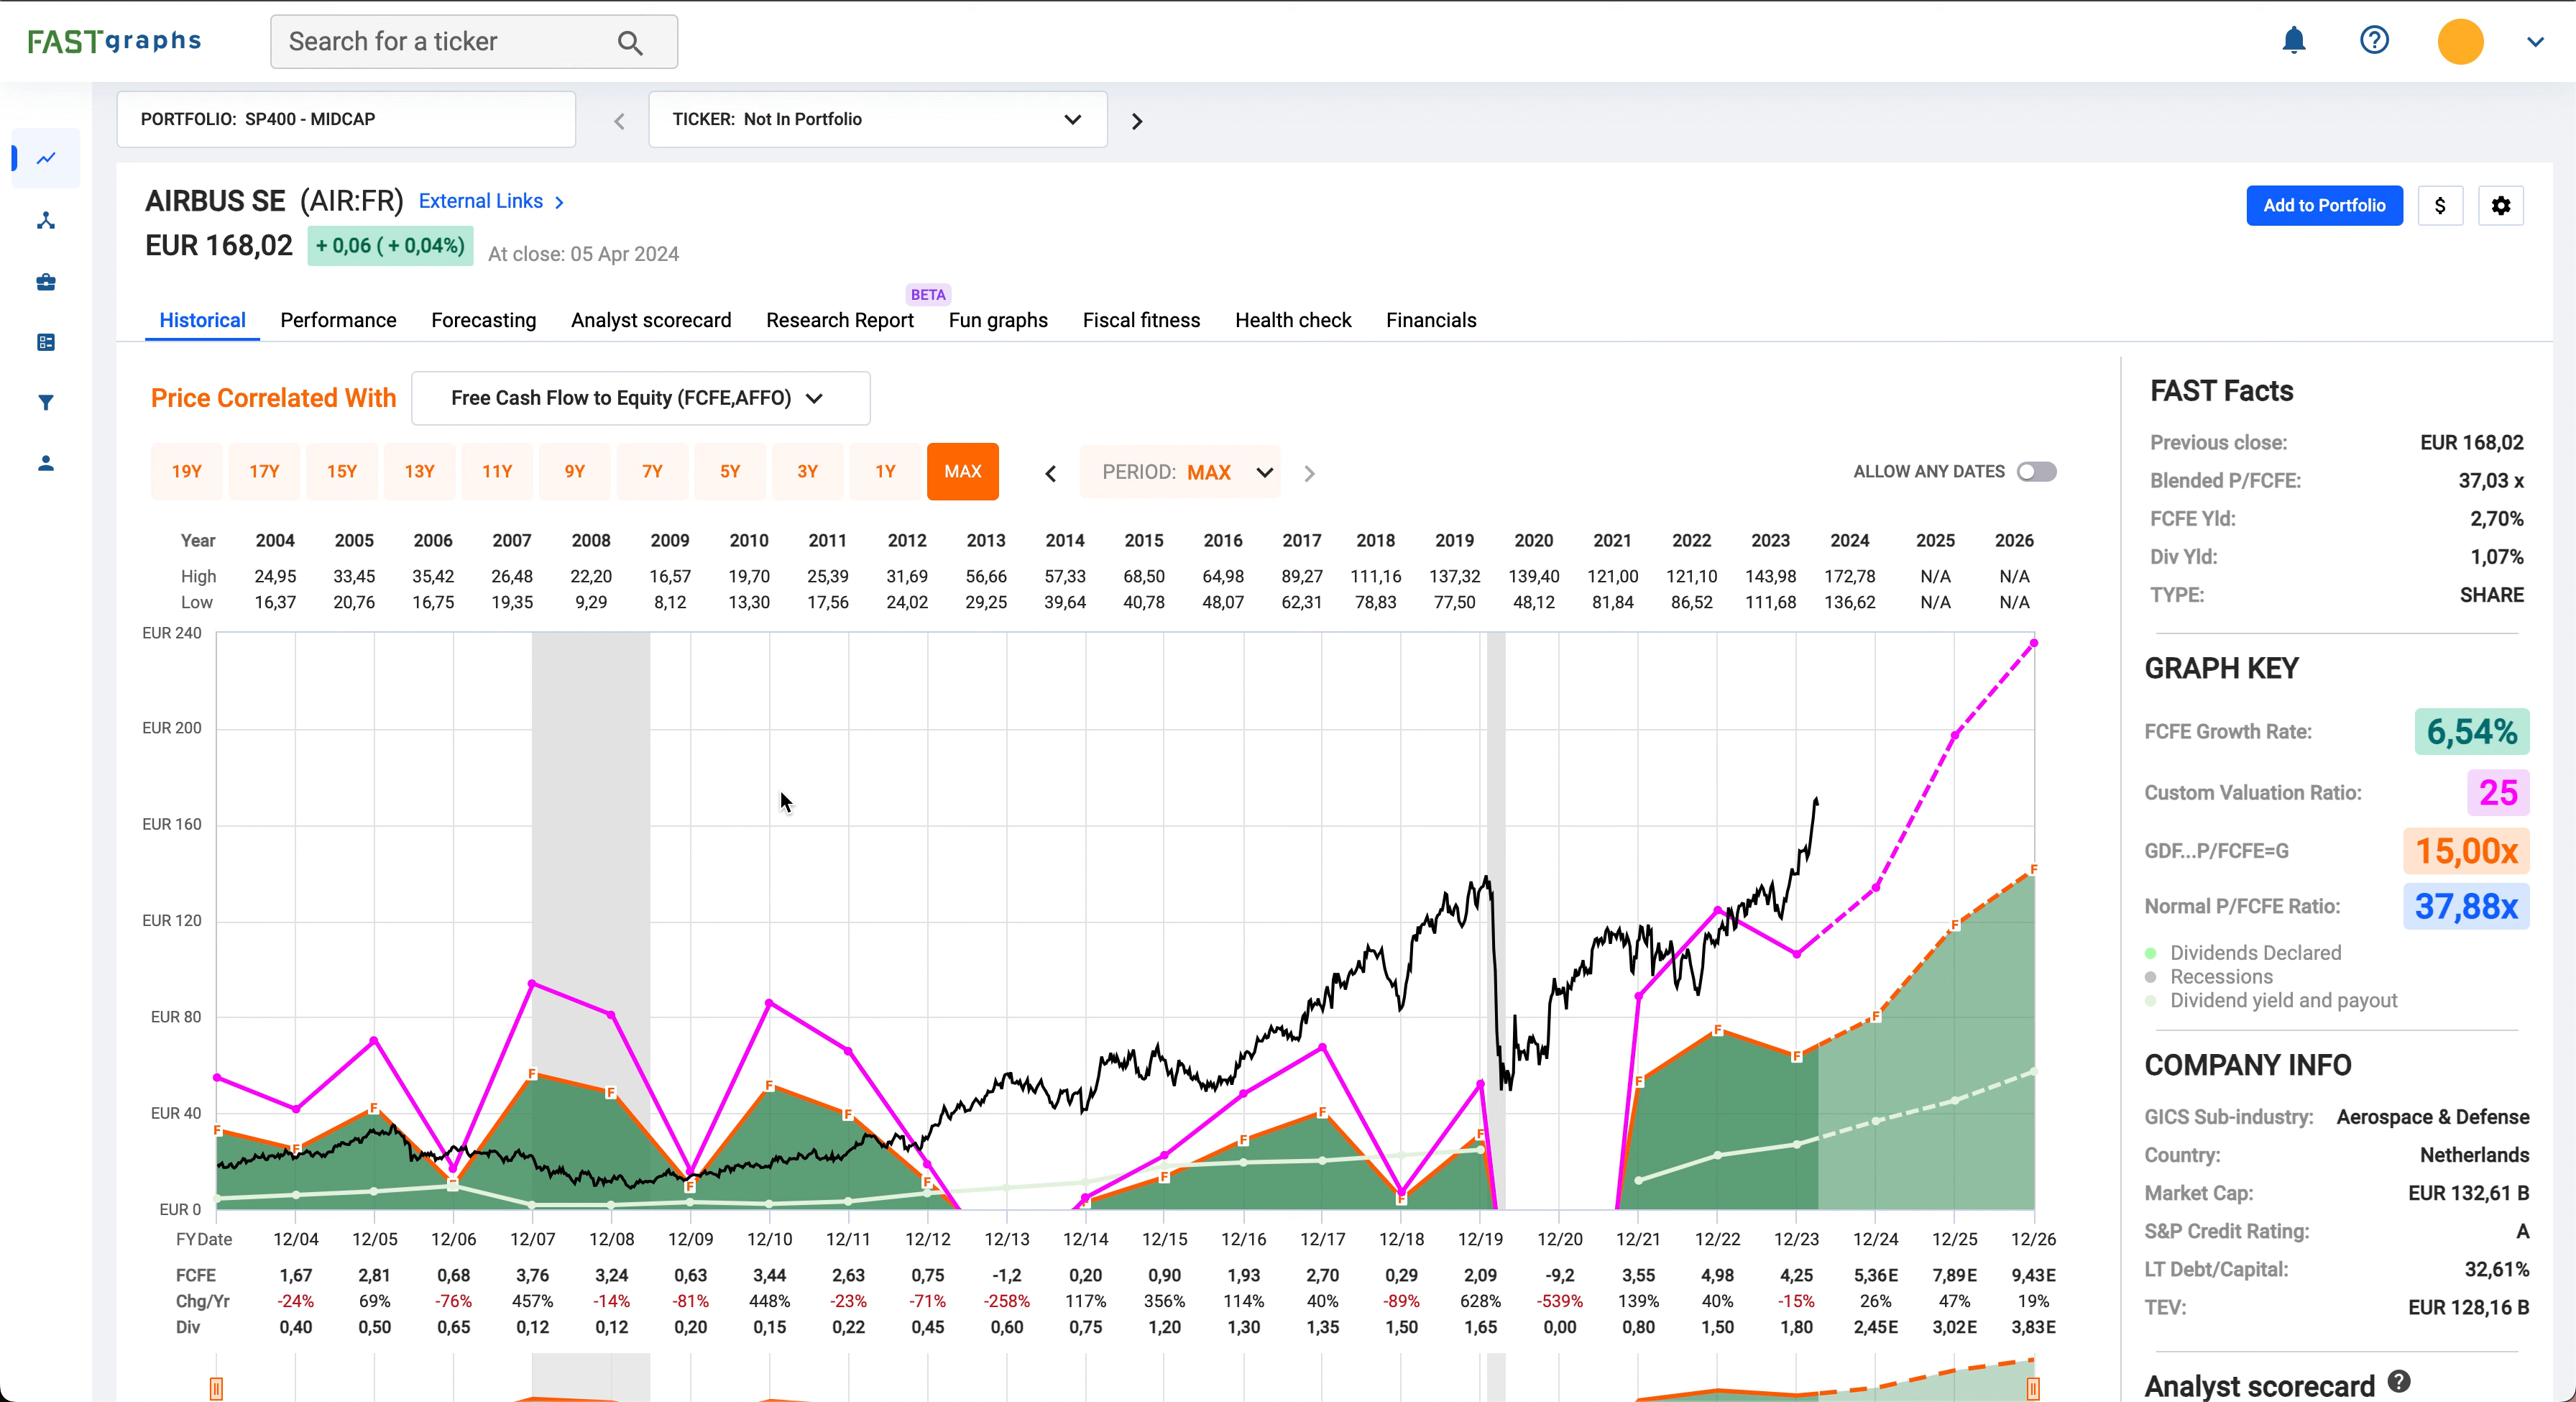 FASTgraphs
Search for a ticker
PORTFOLIO: SP400 - MIDCAP
TICKER: Not In Portfolio
AIRBUS SE (AIR:FR) External Links
EUR 168,02 + 0,06 ( + 0,04%) At close: 05 Apr 2024
Add to Portfolio $
BETA
Historical Performance Forecasting Analyst scorecard Research Report Fun graphs Fiscal fitness Health check Financials
Price Correlated With Free Cash Flow to Equity (FCFE,AFFO)
19Y 17Y 15Y 13Y 11Y 9Y 7Y 5Y 3Y 1Y MAX PERIOD: MAX ALLOW ANY DATES
Year 2004 2005 2006 2007 2008 2009 2010 2011 2012 2013 2014 2015 2016 2017 2018 2019 2020 2021 2022 2023 2024 2025 2026
High 24,95 33,45 35,42 26,48 22,20 16,57 19,70 25,39 31,69 56,66 57,33 68,50 64,98 89,27 111,16 137,32 139,40 121,00 121,10 143,98 172,78 N/A N/A
Low 16,37 20,76 16,75 19,35 9,29 8,12 13,30 17,56 24,02 29,25 39,64 40,78 48,07 62,31 78,83 77,50 48,12 81,84 86,52 111,68 136,62 N/A N/A
EUR 240
EUR 200
EUR 160
EUR 120
EUR 80
EUR 40
EUR 0
FYDate 12/04 12/05 12/06 12/07 12/08 12/09 12/10 12/11 12/12 12/13 12/14 12/15 12/16 12/17 12/18 12/19 12/20 12/21 12/22 12/23 12/24 12/25 12/26
FCFE 1,67 2,81 0,68 3,76 3,24 0,63 3,44 2,63 0,75 -1,2 0,20 0,90 1,93 2,70 0,29 2,09 -9,2 3,55 4,98 4,25 5,36E 7,89E 9,43E
Chg/Yr -24% 69% -76% 457% -14% -81% 448% -23% -71% -258% 117% 356% 114% 40% -89% 628% -539% 139% 40% -15% 26% 47% 19%
Div 0,40 0,50 0,65 0,12 0,12 0,20 0,15 0,22 0,45 0,60 0,75 1,20 1,30 1,35 1,50 1,65 0,00 0,80 1,50 1,80 2,45E 3,02E 3,83E
FAST Facts
Previous close: EUR 168,02
Blended P/FCFE: 37,03 x
FCFE Yld: 2,70%
Div Yld: 1,07%
TYPE: SHARE
GRAPH KEY
FCFE Growth Rate: 6,54%
Custom Valuation Ratio: 25
GDF...P/FCFE=G 15,00x
Normal P/FCFE Ratio: 37,88x
Dividends Declared
Recessions
Dividend yield and payout
COMPANY INFO
GICS Sub-industry: Aerospace & Defense
Country: Netherlands
Market Cap: EUR 132,61 B
S&P Credit Rating: A
LT Debt/Capital: 32,61%
TEV: EUR 128,16 B
Analyst scorecard ?